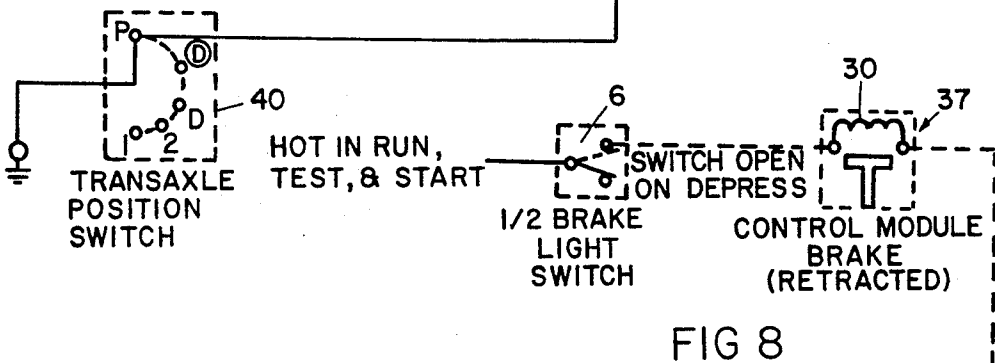 P
Ⓓ
D
2
1
40
TRANSAXLE
POSITION
SWITCH
HOT IN RUN,
TEST, & START
6
SWITCH OPEN
ON DEPRESS
1/2 BRAKE
LIGHT
SWITCH
30
37
CONTROL MODULE
BRAKE
(RETRACTED)
FIG 8